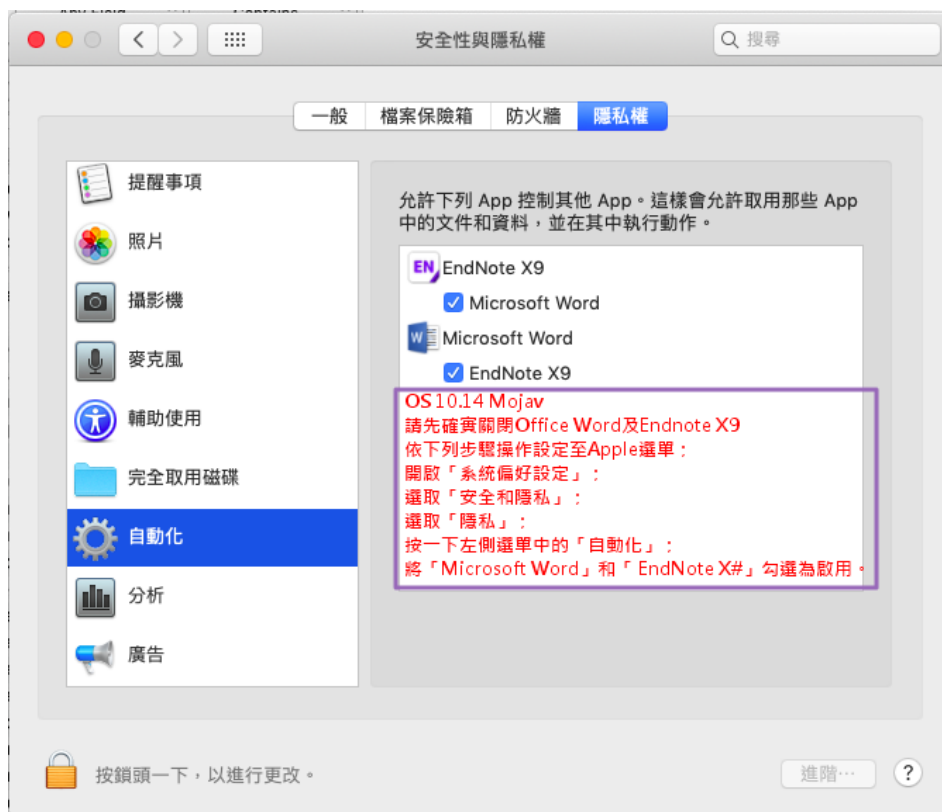 安全性與隱私權
搜尋
一般
檔案保險箱
防火牆
隱私權
提醒事項
照片
攝影機
麥克風
輔助使用
完全取用磁碟
自動化
分析
廣告
允許下列 App 控制其他 App。這樣會允許取用那些 App
中的文件和資料，並在其中執行動作。
EN EndNote X9
Microsoft Word
W Microsoft Word
EndNote X9
OS 10.14 Mojav
請先確實關閉Office Word及Endnote X9
依下列步驟操作設定至Apple選單；
開啟「系統偏好設定」；
選取「安全和隱私」；
選取「隱私」；
按一下左側選單中的「自動化」；
將「Microsoft Word」和「 EndNote X#」勾選為啟用。
按鎖頭一下，以進行更改。
進階⋯
?